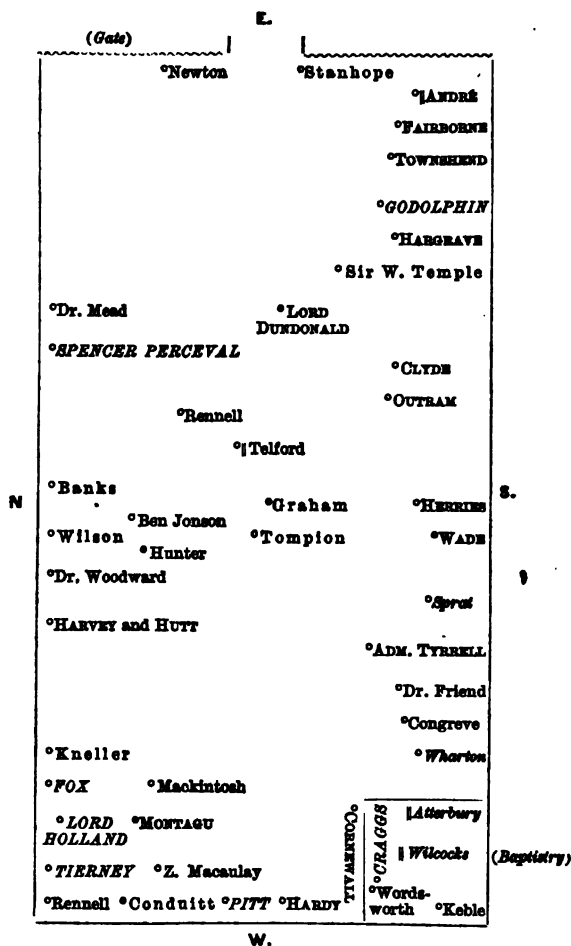 E.
(Gate)
°Newton °Stanhope
°‖ANDRÉ
°FAIRBORNE
°TOWNSHEND
°GODOLPHIN
°HARGRAVE
°Sir W. Temple
°Dr. Mead °LORD
DUNDONALD
°SPENCER PERCEVAL
°CLYDE
°OUTRAM
°Rennell
°‖Telford
°Banks
N °Graham °HERRIES S.
°Ben Jonson
°Wilson °Tompion °WADE
°Hunter
°Dr. Woodward
°Sprat
°HARVEY and HUTT
°ADM. TYRRELL
°Dr. Friend
°Congreve
°Kneller °Wharton
°FOX °Mackintosh
‖Atterbury
°LORD °MONTAGU
HOLLAND
°CORNEWALL
°CRAGGS
‖Wilcocks (Baptistry)
°TIERNEY °Z. Macaulay
°Words-
worth °Keble
°Rennell °Conduitt °PITT °HARDY
W.